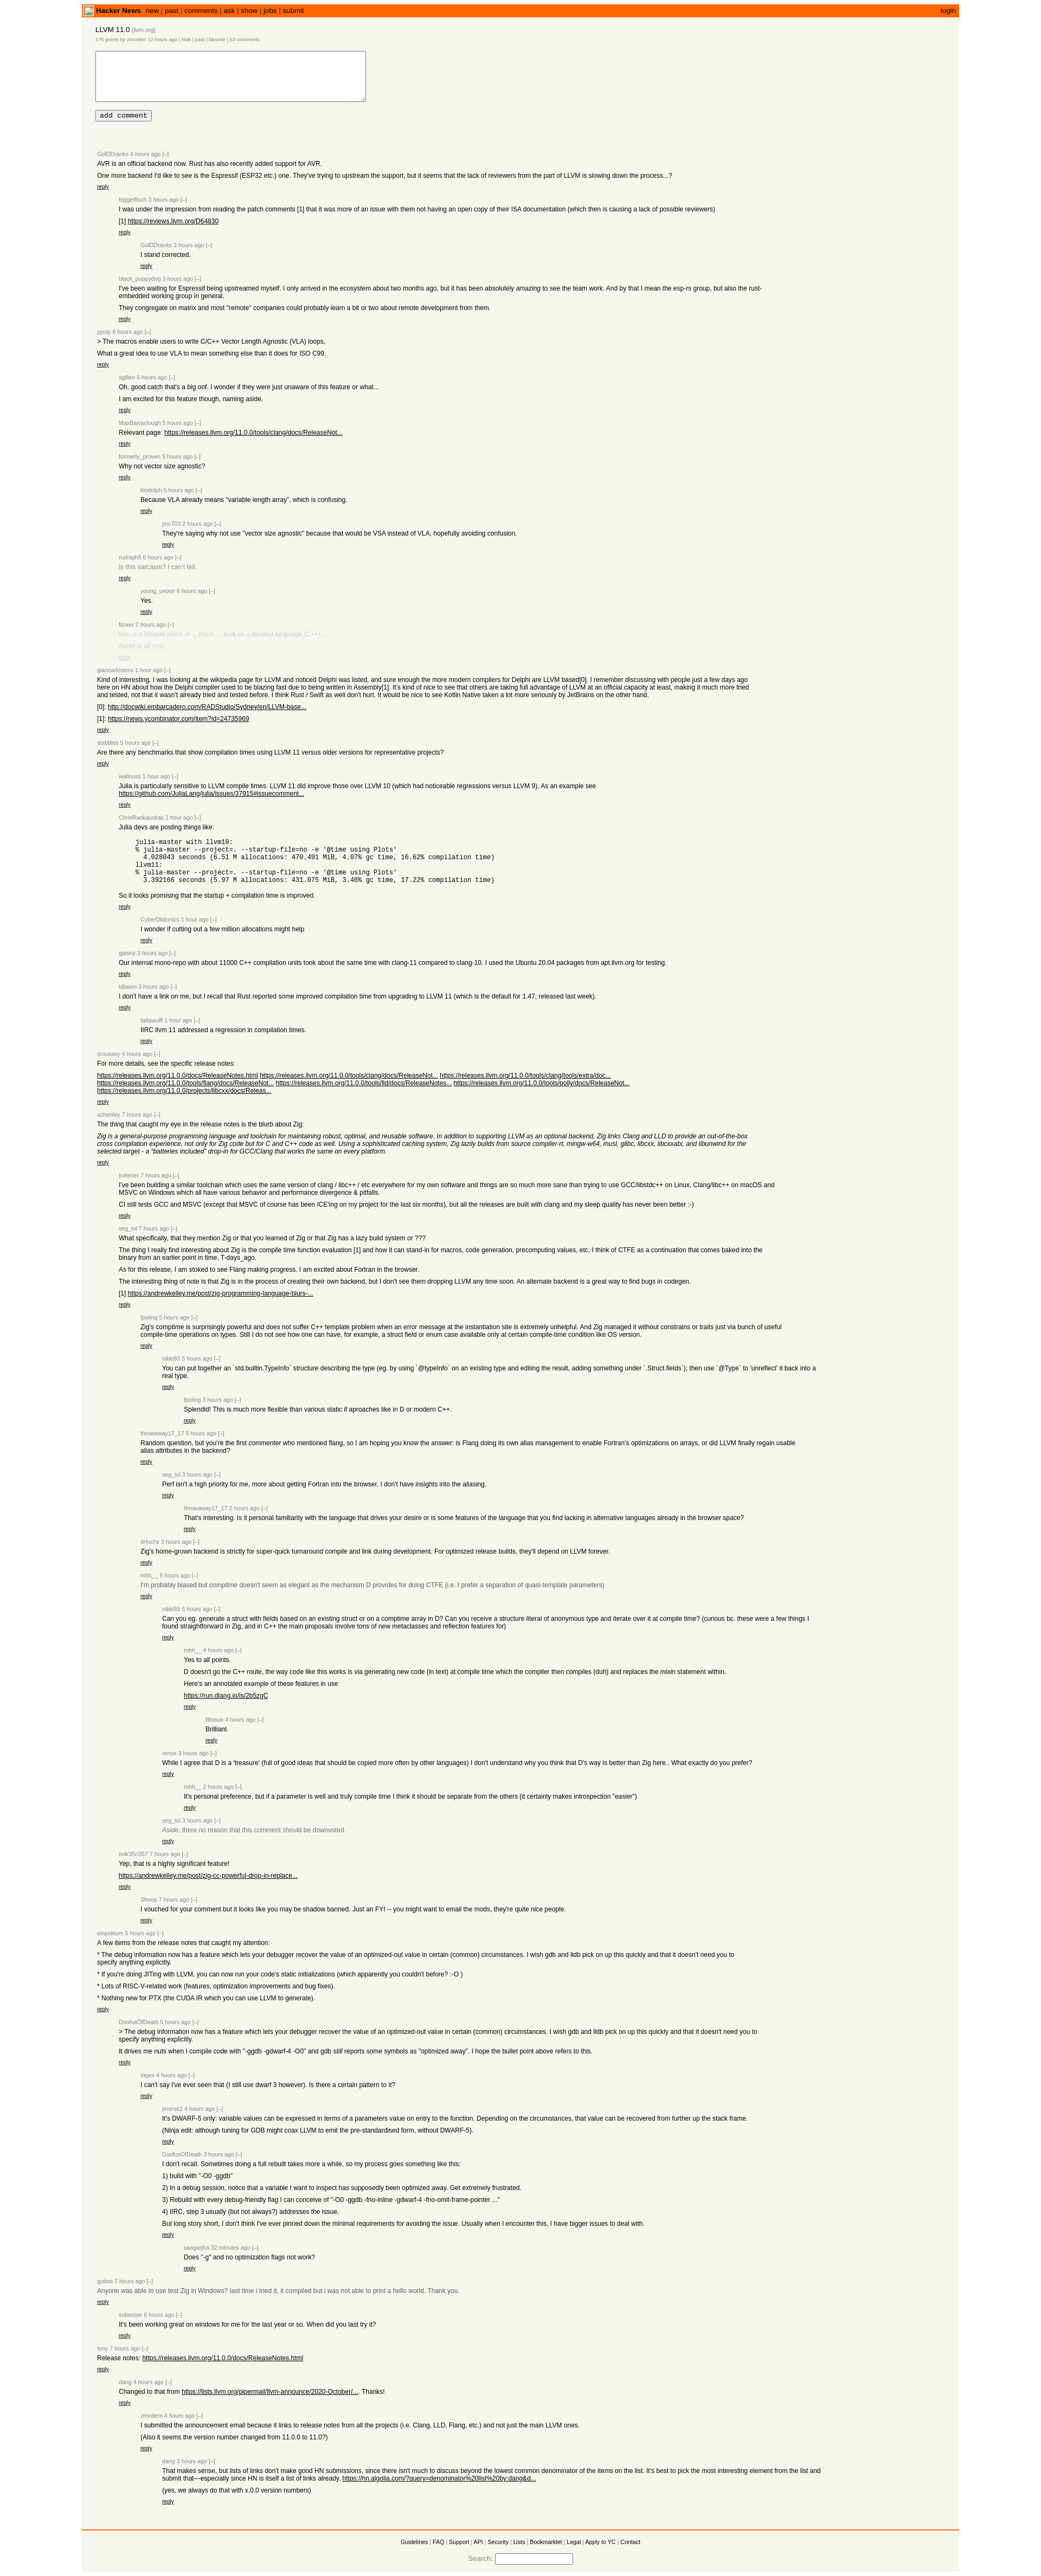 Hacker News new | past | comments | ask | show | jobs | submit login
LLVM 11.0 (llvm.org)
170 points by zmodem 12 hours ago | hide | past | favorite | 53 comments
add comment
GolDDranks 4 hours ago [–]
AVR is an official backend now. Rust has also recently added support for AVR.
One more backend I'd like to see is the Espressif (ESP32 etc.) one. They've trying to upstream the support, but it seems that the lack of reviewers from the part of LLVM is slowing down the process...?
reply
biggerfisch 3 hours ago [–]
I was under the impression from reading the patch comments [1] that it was more of an issue with them not having an open copy of their ISA documentation (which then is causing a lack of possible reviewers)
[1] https://reviews.llvm.org/D64830
reply
GolDDranks 3 hours ago [–]
I stand corrected.
reply
black_puppydog 3 hours ago [–]
I've been waiting for Espressif being upstreamed myself. I only arrived in the ecosystem about two months ago, but it has been absolutely amazing to see the team work. And by that I mean the esp-rs group, but also the rust-
embedded working group in general.
They congregate on matrix and most "remote" companies could probably learn a bit or two about remote development from them.
reply
pjmlp 6 hours ago [–]
> The macros enable users to write C/C++ Vector Length Agnostic (VLA) loops,
What a great idea to use VLA to mean something else than it does for ISO C99.
reply
sgillen 6 hours ago [–]
Oh, good catch that's a big oof. I wonder if they were just unaware of this feature or what...
I am excited for this feature though, naming aside.
reply
MaxBarraclough 5 hours ago [–]
Relevant page: https://releases.llvm.org/11.0.0/tools/clang/docs/ReleaseNot...
reply
formerly_proven 5 hours ago [–]
Why not vector size agnostic?
reply
klodolph 5 hours ago [–]
Because VLA already means “variable length array”, which is confusing.
reply
jmc703 2 hours ago [–]
They're saying why not use "vector size agnostic" because that would be VSA instead of VLA, hopefully avoiding confusion.
reply
rudolph9 6 hours ago [–]
Is this sarcasm? I can't tell.
reply
young_unixer 6 hours ago [–]
Yes.
reply
fizixer 2 hours ago [–]
llvm is a bloated piece of ... mania ... built on a bloated language (C++) ...
Avoid at all cost.
reply
giancarlostoro 1 hour ago [–]
Kind of interesting, I was looking at the wikipedia page for LLVM and noticed Delphi was listed, and sure enough the more modern compilers for Delphi are LLVM based[0]. I remember discussing with people just a few days ago
here on HN about how the Delphi compiler used to be blazing fast due to being written in Assembly[1]. It's kind of nice to see that others are taking full advantage of LLVM at an official capacity at least, making it much more tried
and tested, not that it wasn't already tried and tested before. I think Rust / Swift as well don't hurt. It would be nice to see Kotlin Native taken a lot more seriously by JetBrains on the other hand.
[0]: http://docwiki.embarcadero.com/RADStudio/Sydney/en/LLVM-base...
[1]: https://news.ycombinator.com/item?id=24735969
reply
stabbles 5 hours ago [–]
Are there any benchmarks that show compilation times using LLVM 11 versus older versions for representative projects?
reply
wallnuss 1 hour ago [–]
Julia is particularly sensitive to LLVM compile times. LLVM 11 did improve those over LLVM 10 (which had noticeable regressions versus LLVM 9). As an example see
https://github.com/JuliaLang/julia/issues/37915#issuecomment...
reply
ChrisRackauckas 1 hour ago [–]
Julia devs are posting things like:
julia-master with llvm10:
% julia-master --project=. --startup-file=no -e '@time using Plots'
4.028043 seconds (6.51 M allocations: 470.491 MiB, 4.07% gc time, 16.62% compilation time)
llvm11:
% julia-master --project=. --startup-file=no -e '@time using Plots'
3.392166 seconds (5.97 M allocations: 431.075 MiB, 3.46% gc time, 17.22% compilation time)
So it looks promising that the startup + compilation time is improved.
reply
CyberDildonics 1 hour ago [–]
I wonder if cutting out a few million allocations might help
reply
gjasny 3 hours ago [–]
Our internal mono-repo with about 11000 C++ compilation units took about the same time with clang-11 compared to clang-10. I used the Ubuntu 20.04 packages from apt.llvm.org for testing.
reply
kibwen 3 hours ago [–]
I don't have a link on me, but I recall that Rust reported some improved compilation time from upgrading to LLVM 11 (which is the default for 1.47, released last week).
reply
faitswulff 1 hour ago [–]
IIRC llvm 11 addressed a regression in compilation times.
reply
sroussey 4 hours ago [–]
For more details, see the specific release notes:
https://releases.llvm.org/11.0.0/docs/ReleaseNotes.html https://releases.llvm.org/11.0.0/tools/clang/docs/ReleaseNot... https://releases.llvm.org/11.0.0/tools/clang/tools/extra/doc...
https://releases.llvm.org/11.0.0/tools/flang/docs/ReleaseNot... https://releases.llvm.org/11.0.0/tools/lld/docs/ReleaseNotes... https://releases.llvm.org/11.0.0/tools/polly/docs/ReleaseNot...
https://releases.llvm.org/11.0.0/projects/libcxx/docs/Releas...
reply
azhenley 7 hours ago [–]
The thing that caught my eye in the release notes is the blurb about Zig:
Zig is a general-purpose programming language and toolchain for maintaining robust, optimal, and reusable software. In addition to supporting LLVM as an optional backend, Zig links Clang and LLD to provide an out-of-the-box
cross compilation experience, not only for Zig code but for C and C++ code as well. Using a sophisticated caching system, Zig lazily builds from source compiler-rt, mingw-w64, musl, glibc, libcxx, libcxxabi, and libunwind for the
selected target - a “batteries included” drop-in for GCC/Clang that works the same on every platform.
reply
jcelerier 7 hours ago [–]
I've been building a similar toolchain which uses the same version of clang / libc++ / etc everywhere for my own software and things are so much more sane than trying to use GCC/libstdc++ on Linux, Clang/libc++ on macOS and
MSVC on Windows which all have various behavior and performance divergence & pitfalls.
CI still tests GCC and MSVC (except that MSVC of course has been ICE'ing on my project for the last six months), but all the releases are built with clang and my sleep quality has never been better :-)
reply
seg_lol 7 hours ago [–]
What specifically, that they mention Zig or that you learned of Zig or that Zig has a lazy build system or ???
The thing I really find interesting about Zig is the compile time function evaluation [1] and how it can stand-in for macros, code generation, precomputing values, etc. I think of CTFE as a continuation that comes baked into the
binary from an earlier point in time, T-days_ago.
As for this release, I am stoked to see Flang making progress. I am excited about Fortran in the browser.
The interesting thing of note is that Zig is in the process of creating their own backend, but I don't see them dropping LLVM any time soon. An alternate backend is a great way to find bugs in codegen.
[1] https://andrewkelley.me/post/zig-programming-language-blurs-...
reply
fpoling 5 hours ago [–]
Zig's comptime is surprisingly powerful and does not suffer C++ template problem when an error message at the instantiation site is extremely unhelpful. And Zig managed it without constrains or traits just via bunch of useful
compile-time operations on types. Still I do not see how one can have, for example, a struct field or enum case available only at certain compile-time condition like OS version.
reply
nikki93 5 hours ago [–]
You can put together an `std.builtin.TypeInfo` structure describing the type (eg. by using `@typeInfo` on an existing type and editing the result, adding something under `.Struct.fields`); then use `@Type` to 'unreflect' it back into a
real type.
reply
fpoling 3 hours ago [–]
Splendid! This is much more flexible than various static if aproaches like in D or modern C++.
reply
throwaway17_17 5 hours ago [–]
Random question, but you're the first commenter who mentioned flang, so I am hoping you know the answer: is Flang doing its own alias management to enable Fortran's optimizations on arrays, or did LLVM finally regain usable
alias attributes in the backend?
reply
seg_lol 3 hours ago [–]
Perf isn't a high priority for me, more about getting Fortran into the browser. I don't have insights into the aliasing.
reply
throwaway17_17 2 hours ago [–]
That's interesting. Is it personal familiarity with the language that drives your desire or is some features of the language that you find lacking in alternative languages already in the browser space?
reply
drfuchs 3 hours ago [–]
Zig's home-grown backend is strictly for super-quick turnaround compile and link during development. For optimized release builds, they'll depend on LLVM forever.
reply
mhh__ 6 hours ago [–]
I'm probably biased but comptime doesn't seem as elegant as the mechanism D provides for doing CTFE (i.e. I prefer a separation of quasi-template parameters)
reply
nikki93 5 hours ago [–]
Can you eg. generate a struct with fields based on an existing struct or on a comptime array in D? Can you receive a structure literal of anonymous type and iterate over it at compile time? (curious bc. these were a few things I
found straightforward in Zig, and in C++ the main proposals involve tons of new metaclasses and reflection features for)
reply
mhh__ 4 hours ago [–]
Yes to all points.
D doesn't go the C++ route, the way code like this works is via generating new code (in text) at compile time which the compiler then compiles (duh) and replaces the mixin statement within.
Here's an annotated example of these features in use
https://run.dlang.io/is/2b5zgC
reply
fithisux 4 hours ago [–]
Brilliant.
reply
renox 3 hours ago [–]
While I agree that D is a 'treasure' (full of good ideas that should be copied more often by other languages) I don't understand why you think that D's way is better than Zig here.. What exactly do you prefer?
reply
mhh__ 2 hours ago [–]
It's personal preference, but if a parameter is well and truly compile time I think it should be separate from the others (it certainly makes introspection "easier")
reply
seg_lol 3 hours ago [–]
Aside, there no reason that this comment should be downvoted.
reply
m4r35n357 7 hours ago [–]
Yep, that is a highly significant feature!
https://andrewkelley.me/post/zig-cc-powerful-drop-in-replace...
reply
Shoop 7 hours ago [–]
I vouched for your comment but it looks like you may be shadow banned. Just an FYI -- you might want to email the mods, they're quite nice people.
reply
einpoklum 5 hours ago [–]
A few items from the release notes that caught my attention:
* The debug information now has a feature which lets your debugger recover the value of an optimized-out value in certain (common) circumstances. I wish gdb and lldb pick on up this quickly and that it doesn't need you to
specify anything explicitly.
* If you're doing JITing with LLVM, you can now run your code's static initializations (which apparently you couldn't before? :-O )
* Lots of RISC-V-related work (features, optimization improvements and bug fixes).
* Nothing new for PTX (the CUDA IR which you can use LLVM to generate).
reply
DoofusOfDeath 5 hours ago [–]
> The debug information now has a feature which lets your debugger recover the value of an optimized-out value in certain (common) circumstances. I wish gdb and lldb pick on up this quickly and that it doesn't need you to
specify anything explicitly.
It drives me nuts when I compile code with "-ggdb -gdwarf-4 -O0" and gdb still reports some symbols as "optimized away". I hope the bullet point above refers to this.
reply
xxpor 4 hours ago [–]
I can't say I've ever seen that (I still use dwarf 3 however). Is there a certain pattern to it?
reply
jmorse2 4 hours ago [–]
It's DWARF-5 only: variable values can be expressed in terms of a parameters value on entry to the function. Depending on the circumstances, that value can be recovered from further up the stack frame.
(Ninja edit: although tuning for GDB might coax LLVM to emit the pre-standardised form, without DWARF-5).
reply
DoofusOfDeath 3 hours ago [–]
I don't recall. Sometimes doing a full rebuilt takes more a while, so my process goes something like this:
1) build with "-O0 -ggdb"
2) In a debug session, notice that a variable I want to inspect has supposedly been optimized away. Get extremely frustrated.
3) Rebuild with every debug-friendly flag I can conceive of "-O0 -ggdb -fno-inline -gdwarf-4 -fno-omit-frame-pointer ..."
4) IIRC, step 3 usually (but not always?) addresses the issue.
But long story short, I don't think I've ever pinned down the minimal requirements for avoiding the issue. Usually when I encounter this, I have bigger issues to deal with.
reply
saagarjha 32 minutes ago [–]
Does "-g" and no optimization flags not work?
reply
gutino 7 hours ago [–]
Anyone was able to use test Zig in Windows? last time i tried it, it compiled but i was not able to print a hello world. Thank you.
reply
sobeston 6 hours ago [–]
It's been working great on windows for me for the last year or so. When did you last try it?
reply
tony 7 hours ago [–]
Release notes: https://releases.llvm.org/11.0.0/docs/ReleaseNotes.html
reply
dang 4 hours ago [–]
Changed to that from https://lists.llvm.org/pipermail/llvm-announce/2020-October/.... Thanks!
reply
zmodem 4 hours ago [–]
I submitted the announcement email because it links to release notes from all the projects (i.e. Clang, LLD, Flang, etc.) and not just the main LLVM ones.
(Also it seems the version number changed from 11.0.0 to 11.0?)
reply
dang 3 hours ago [–]
That makes sense, but lists of links don't make good HN submissions, since there isn't much to discuss beyond the lowest common denominator of the items on the list. It's best to pick the most interesting element from the list and
submit that—especially since HN is itself a list of links already. https://hn.algolia.com/?query=denominator%20list%20by:dang&d...
(yes, we always do that with x.0.0 version numbers)
reply
Guidelines | FAQ | Support | API | Security | Lists | Bookmarklet | Legal | Apply to YC | Contact
Search: